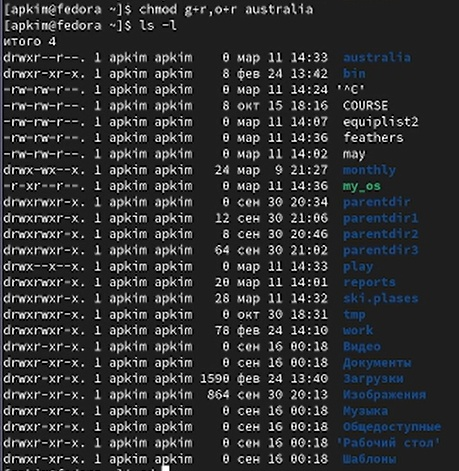 [apkim@fedora ~]$ chmod g+r,o+r australia
[apkim@fedora ~]$ ls -l
итого 4
drwxr--r--. 1 apkim apkim    0 мар 11 14:33  australia
drwxr-xr-x. 1 apkim apkim    8 фев 24 13:42  bin
-rw-rw-r--. 1 apkim apkim    0 мар 11 14:24 '^C'
-rw-r--r--. 1 apkim apkim    8 окт 15 18:16  COURSE
-rw-rw-r--. 1 apkim apkim    0 мар 11 14:07  equiplist2
-rw-rw-r--. 1 apkim apkim    0 мар 11 14:36  feathers
-rw-rw-r--. 1 apkim apkim    0 мар 11 14:02  may
drwx-wx--x. 1 apkim apkim   24 мар  9 21:27  monthly
-r-xr--r--. 1 apkim apkim    0 мар 11 14:36  my_os
drwxrwxr-x. 1 apkim apkim    0 сен 30 20:34  parentdir
drwxrwxr-x. 1 apkim apkim   12 сен 30 21:06  parentdir1
drwxrwxr-x. 1 apkim apkim    8 сен 30 20:46  parentdir2
drwxrwxr-x. 1 apkim apkim   64 сен 30 21:02  parentdir3
drwx--x--x. 1 apkim apkim    0 мар 11 14:33  play
drwxrwxr-x. 1 apkim apkim   20 мар 11 14:01  reports
drwxrwxr-x. 1 apkim apkim   28 мар 11 14:32  ski.plases
drwxrwxr-x. 1 apkim apkim    0 окт 30 18:31  tmp
drwxrwxr-x. 1 apkim apkim   78 фев 24 14:10  work
drwxr-xr-x. 1 apkim apkim    0 сен 16 00:18  Видео
drwxr-xr-x. 1 apkim apkim    0 сен 16 00:18  Документы
drwxr-xr-x. 1 apkim apkim 1590 фев 24 13:40  Загрузки
drwxr-xr-x. 1 apkim apkim  864 сен 30 20:13  Изображения
drwxr-xr-x. 1 apkim apkim    0 сен 16 00:18  Музыка
drwxr-xr-x. 1 apkim apkim    0 сен 16 00:18  Общедоступные
drwxr-xr-x. 1 apkim apkim    0 сен 16 00:18 'Рабочий стол'
drwxr-xr-x. 1 apkim apkim    0 сен 16 00:18  Шаблоны